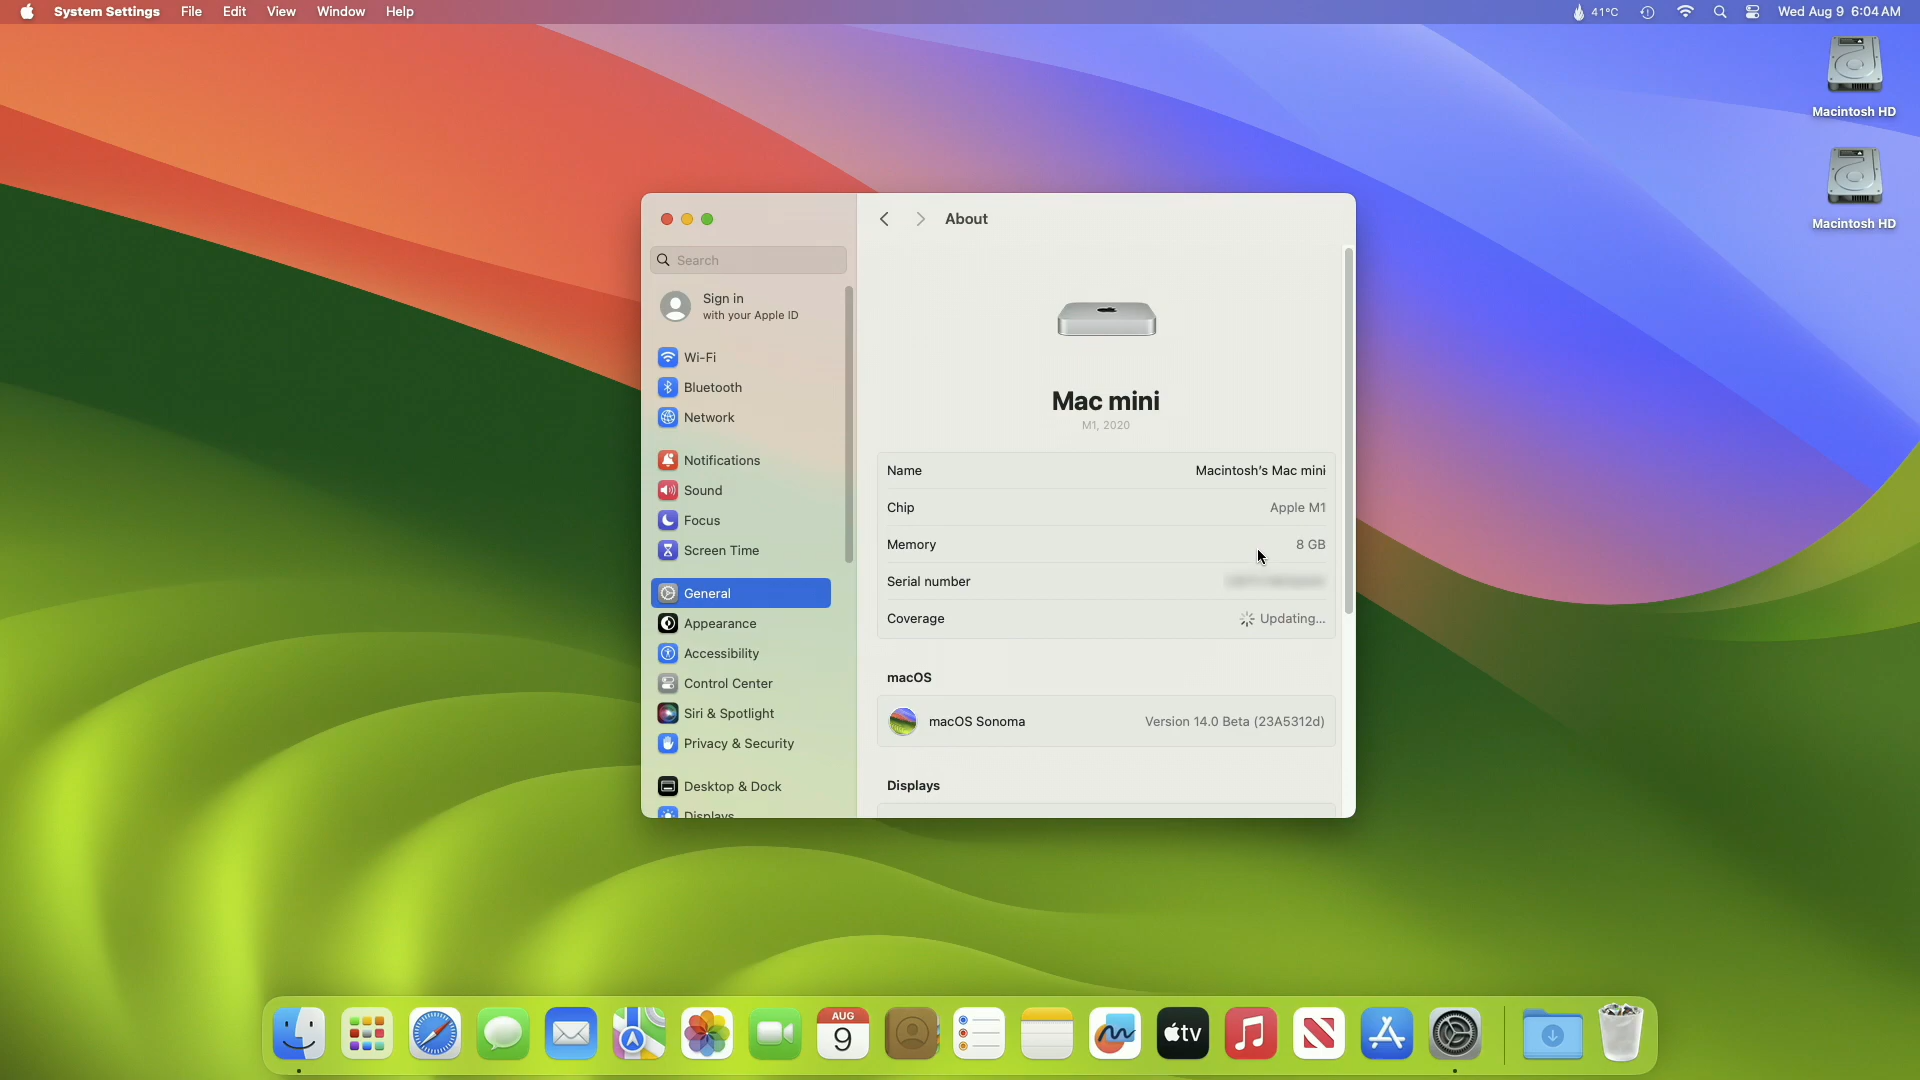 System Settings File Edit View Window Help
41°C Wed Aug 9 6:04 AM
Macintosh HD
Macintosh HD
Search
Sign in
with your Apple ID
Wi-Fi
Bluetooth
Network
Notifications
Sound
Focus
Screen Time
General
Appearance
Accessibility
Control Center
Siri & Spotlight
Privacy & Security
Desktop & Dock
Displays
About
Mac mini
M1, 2020
Name Macintosh's Mac mini
Chip Apple M1
Memory 8 GB
Serial number
Coverage Updating...
macOS
macOS Sonoma Version 14.0 Beta (23A5312d)
Displays
AUG
9
tv